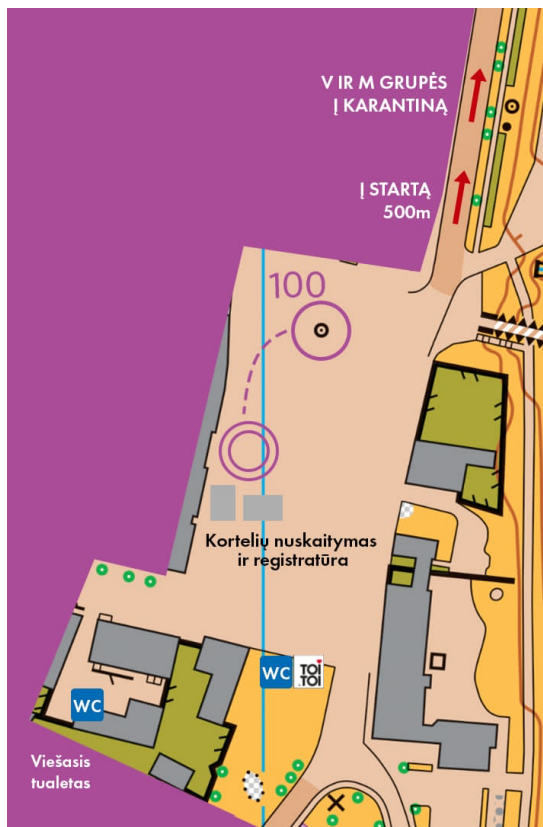 V IR M GRUPĖS
Į KARANTINĄ
Į STARTĄ
500m
100
Kortelių nuskaitymas
ir registratūra
WC
TOI
TOI
WC
Viešasis
tualetas